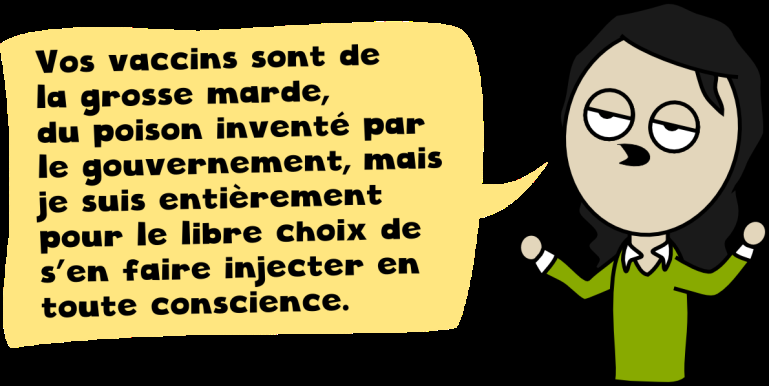 Vos vaccins sont de
la grosse marde,
du poison inventé par
le gouvernement, mais
je suis entièrement
pour le libre choix de
s'en faire injecter en
toute conscience.